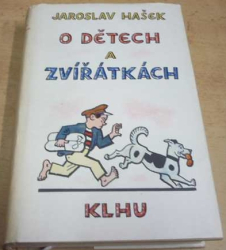 JAROSLAV HAŠEK
O DĚTECH
A
ZVÍŘÁTKÁCH
KLHU